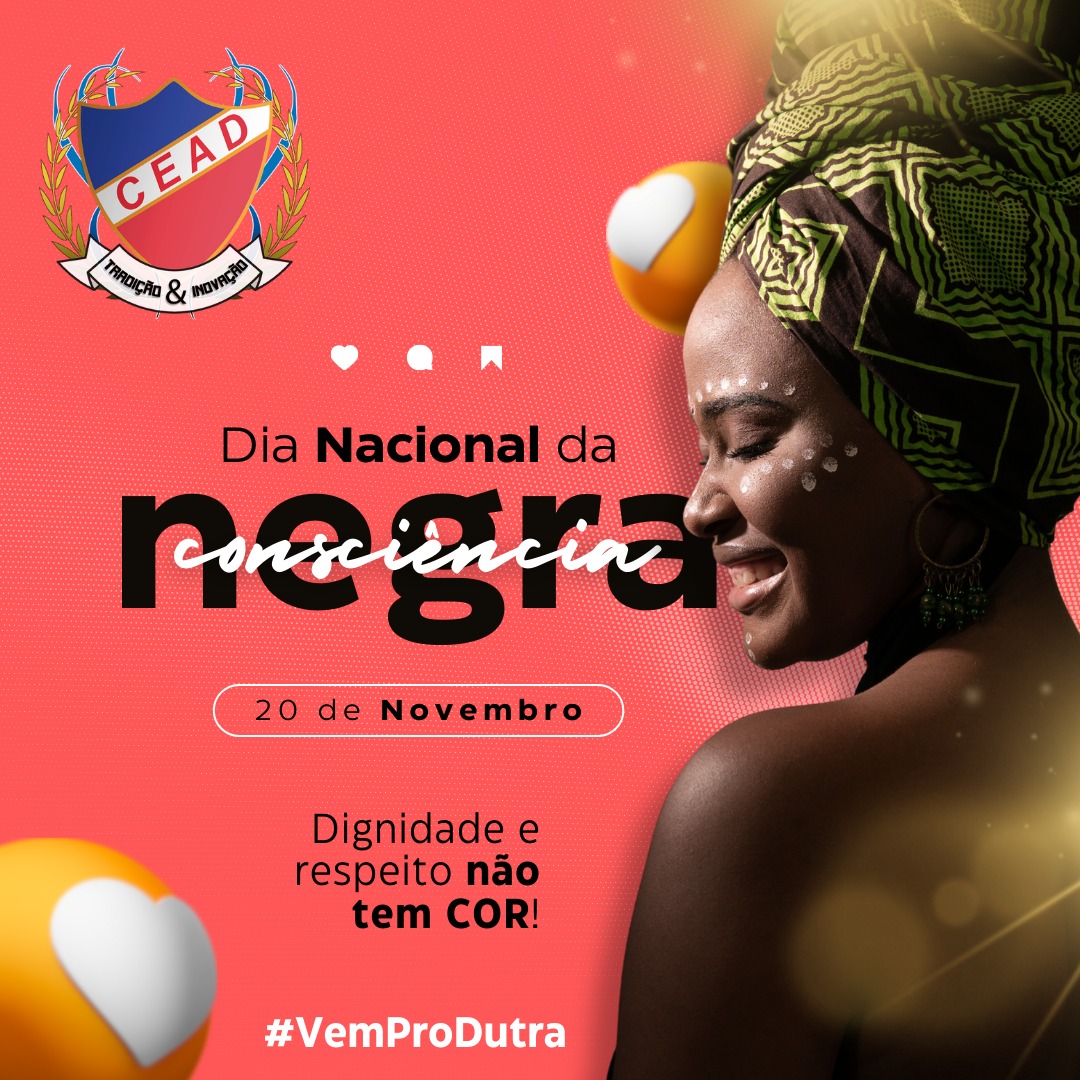 CEAD
TRADIÇÃO & INOVAÇÃO
Dia Nacional da
consciência
negra
20 de Novembro
Dignidade e
respeito não
tem COR!
#VemProDutra